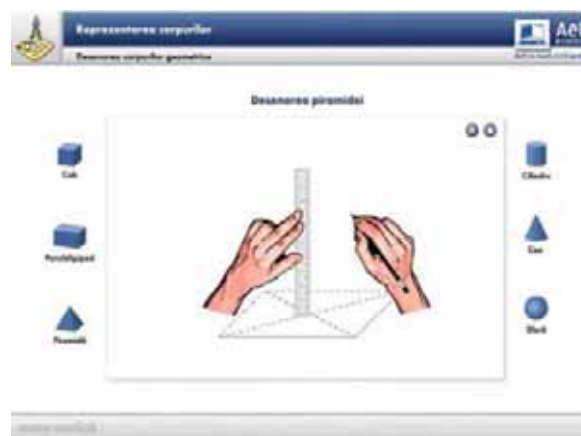 Reprezentarea corpurilor
Desenarea corpurilor geometrice
Desenarea piramidei
Cub
Paralelipiped
Piramidă
Cilindru
Con
Sferă